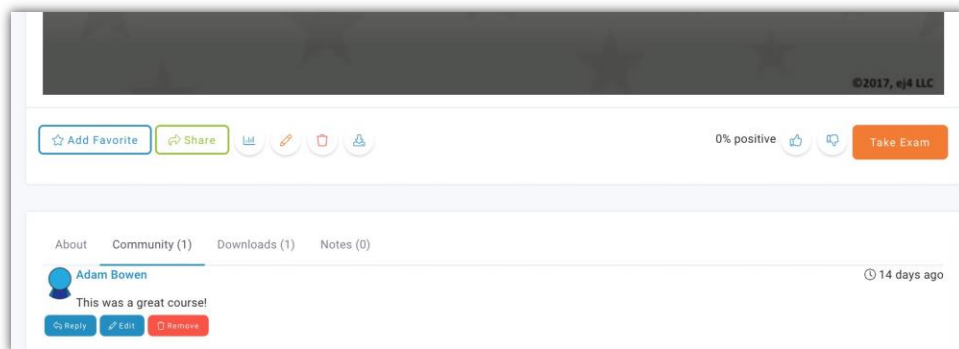 ©2017, ej4 LLC
Add Favorite Share 0% positive Take Exam
About Community (1) Downloads (1) Notes (0)
Adam Bowen 14 days ago
This was a great course!
Reply Edit Remove